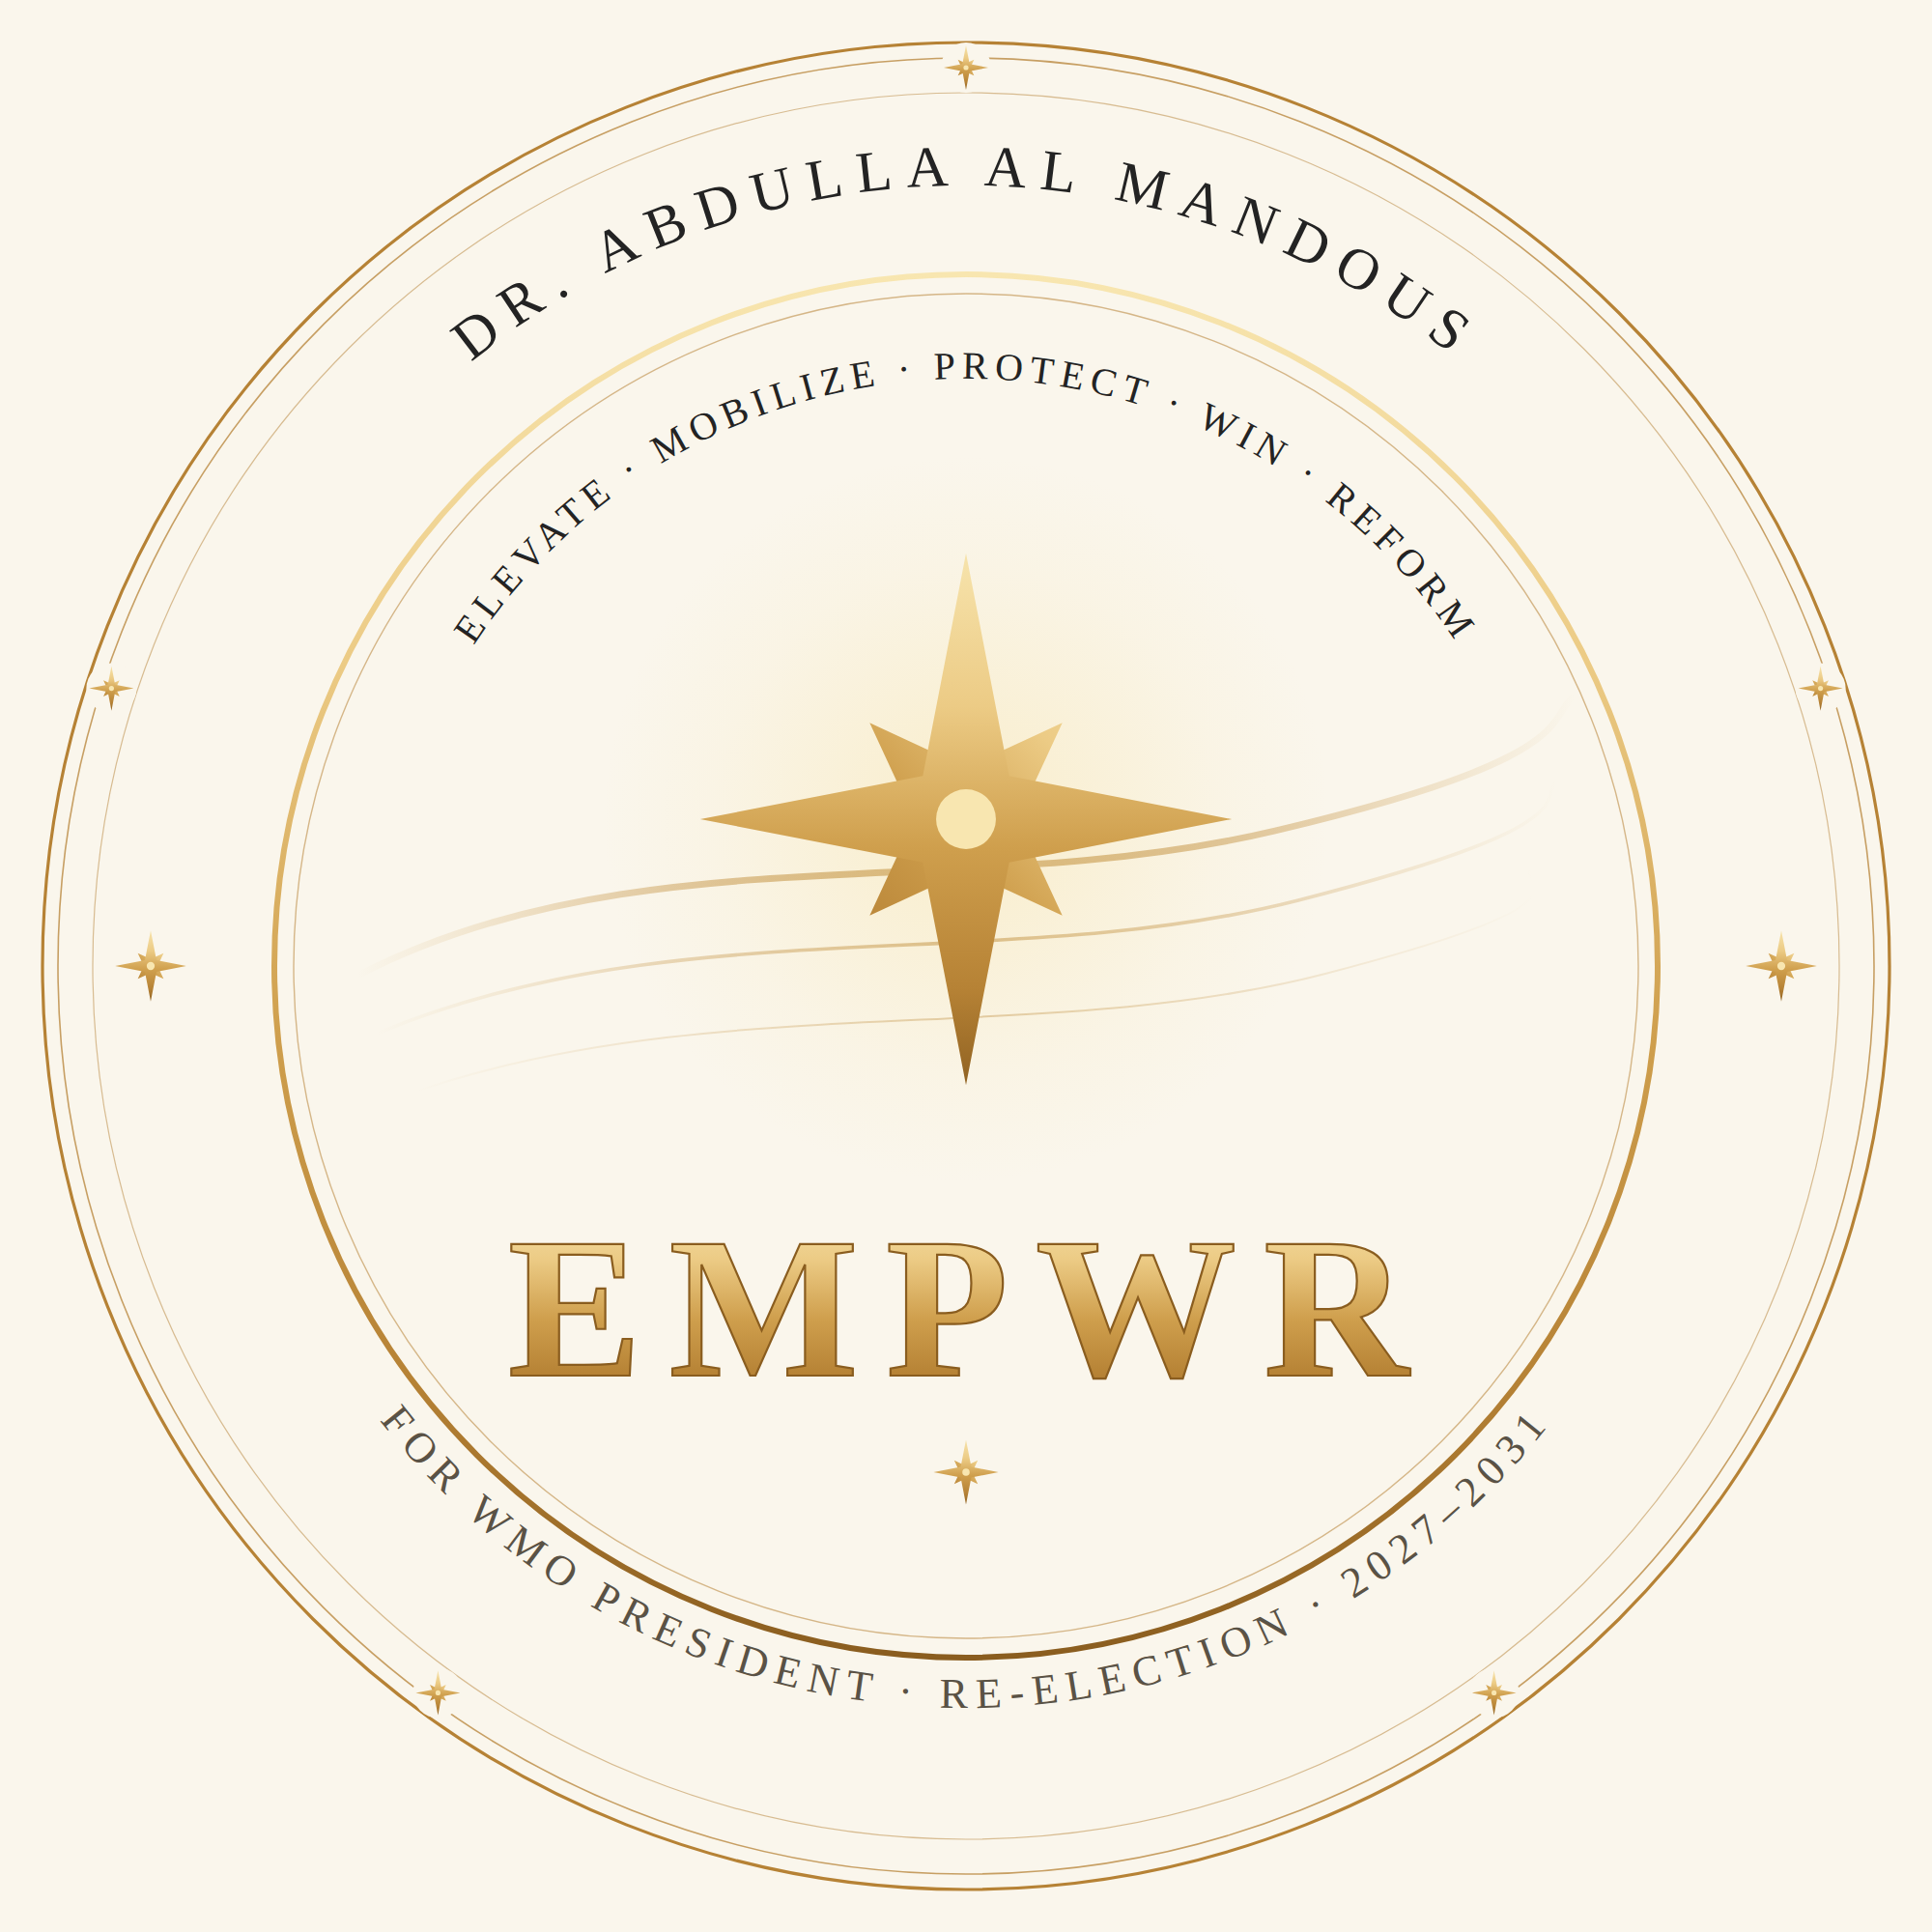 DR. ABDULLA AL MANDOUS
ELEVATE · MOBILIZE · PROTECT · WIN · REFORM
EMPWR
FOR WMO PRESIDENT · RE-ELECTION · 2027–2031